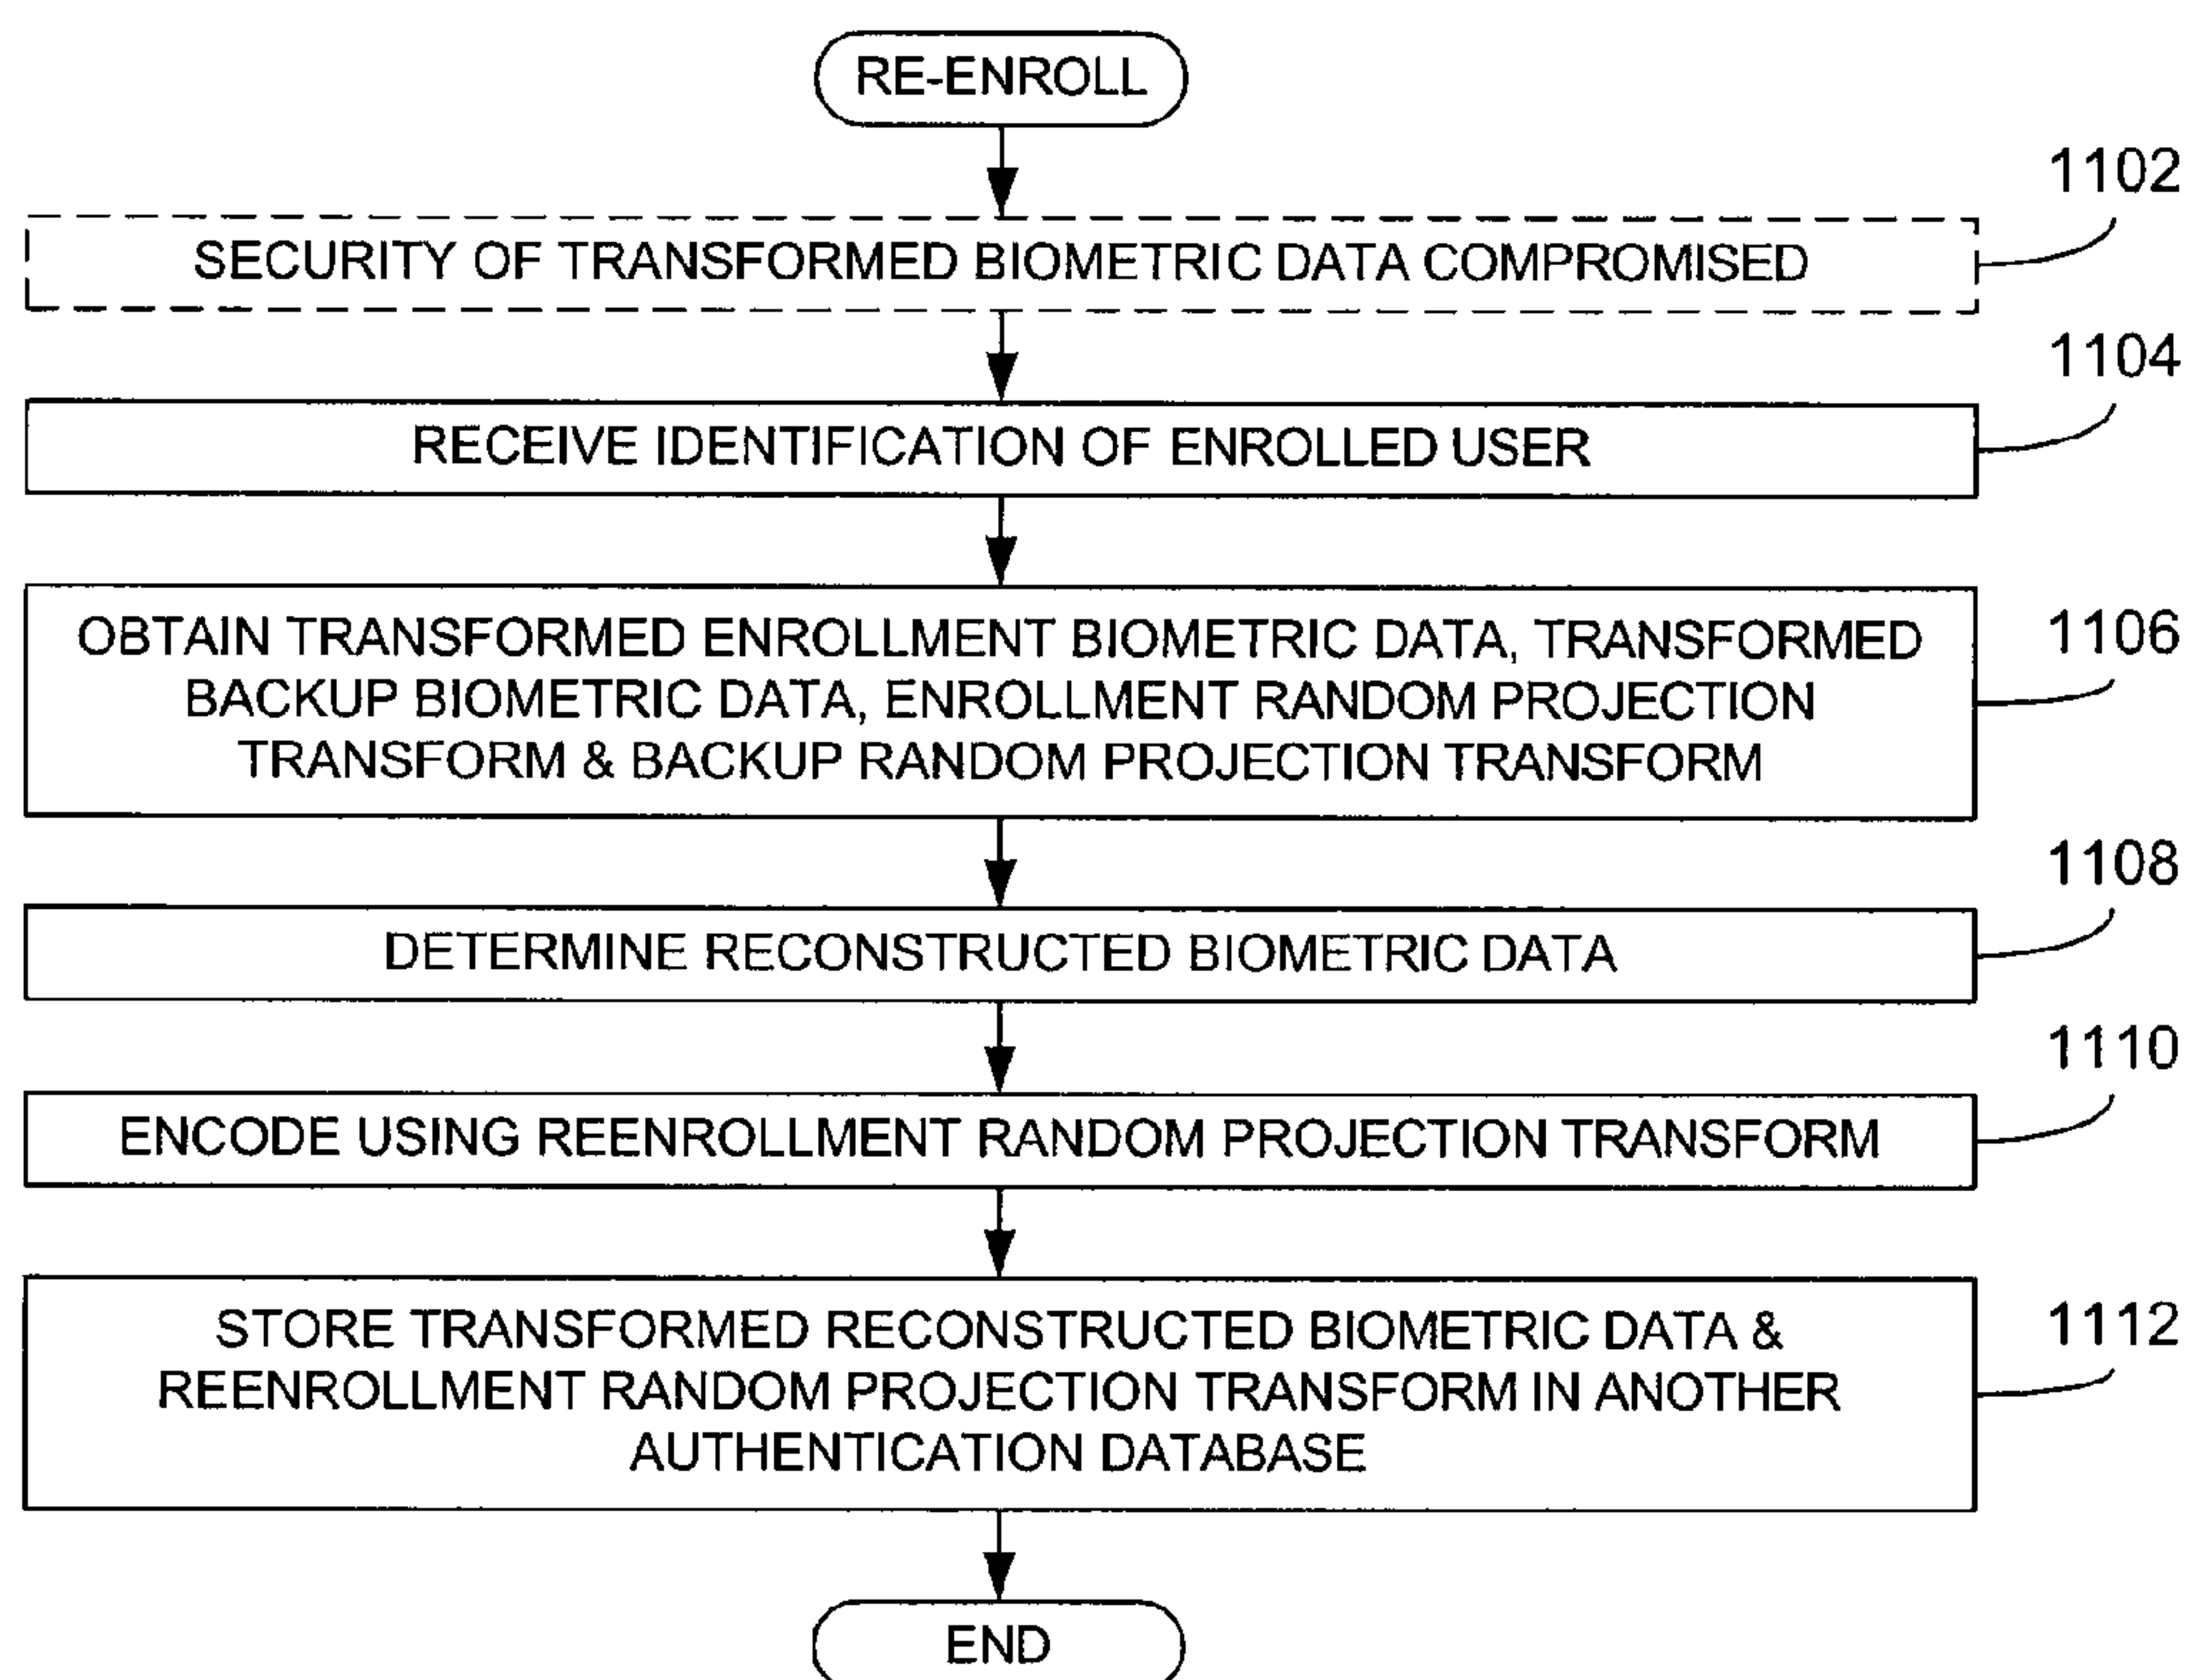 RE-ENROLL
1102
SECURITY OF TRANSFORMED BIOMETRIC DATA COMPROMISED
1104
RECEIVE IDENTIFICATION OF ENROLLED USER
1106
OBTAIN TRANSFORMED ENROLLMENT BIOMETRIC DATA, TRANSFORMED
BACKUP BIOMETRIC DATA, ENROLLMENT RANDOM PROJECTION
TRANSFORM & BACKUP RANDOM PROJECTION TRANSFORM
1108
DETERMINE RECONSTRUCTED BIOMETRIC DATA
1110
ENCODE USING REENROLLMENT RANDOM PROJECTION TRANSFORM
1112
STORE TRANSFORMED RECONSTRUCTED BIOMETRIC DATA &
REENROLLMENT RANDOM PROJECTION TRANSFORM IN ANOTHER
AUTHENTICATION DATABASE
END